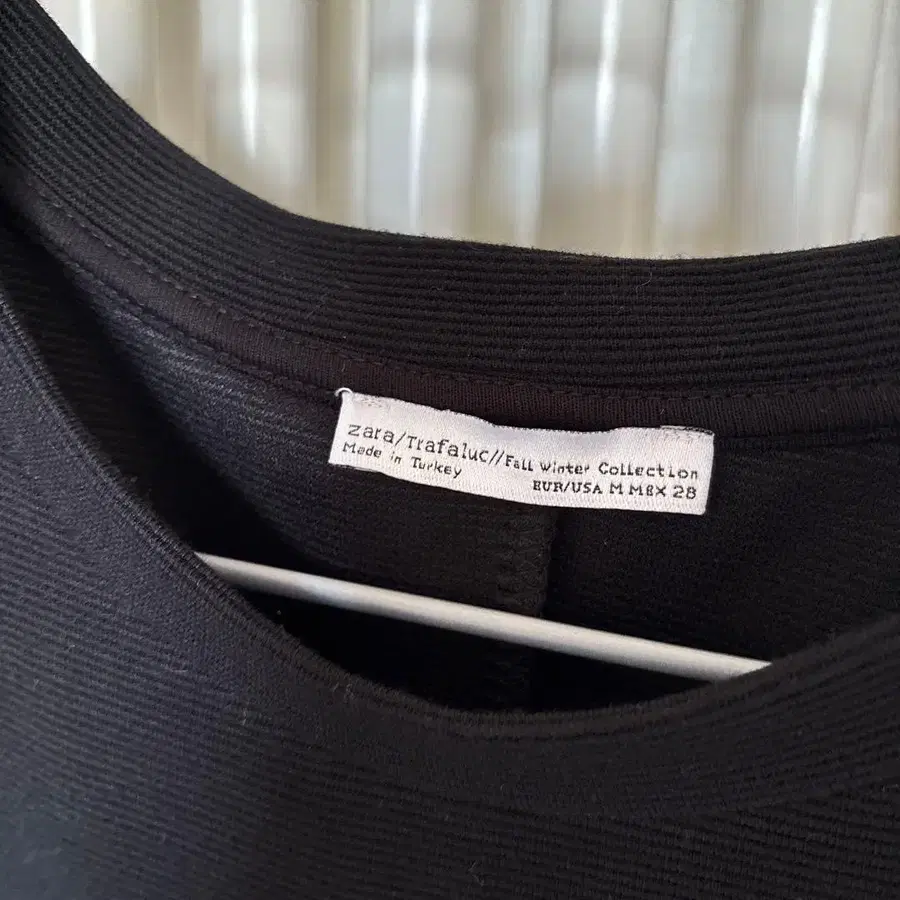 zara/Trafaluc//Fall Winter Collection
Made in Turkey
EUR/USA M MEX 28